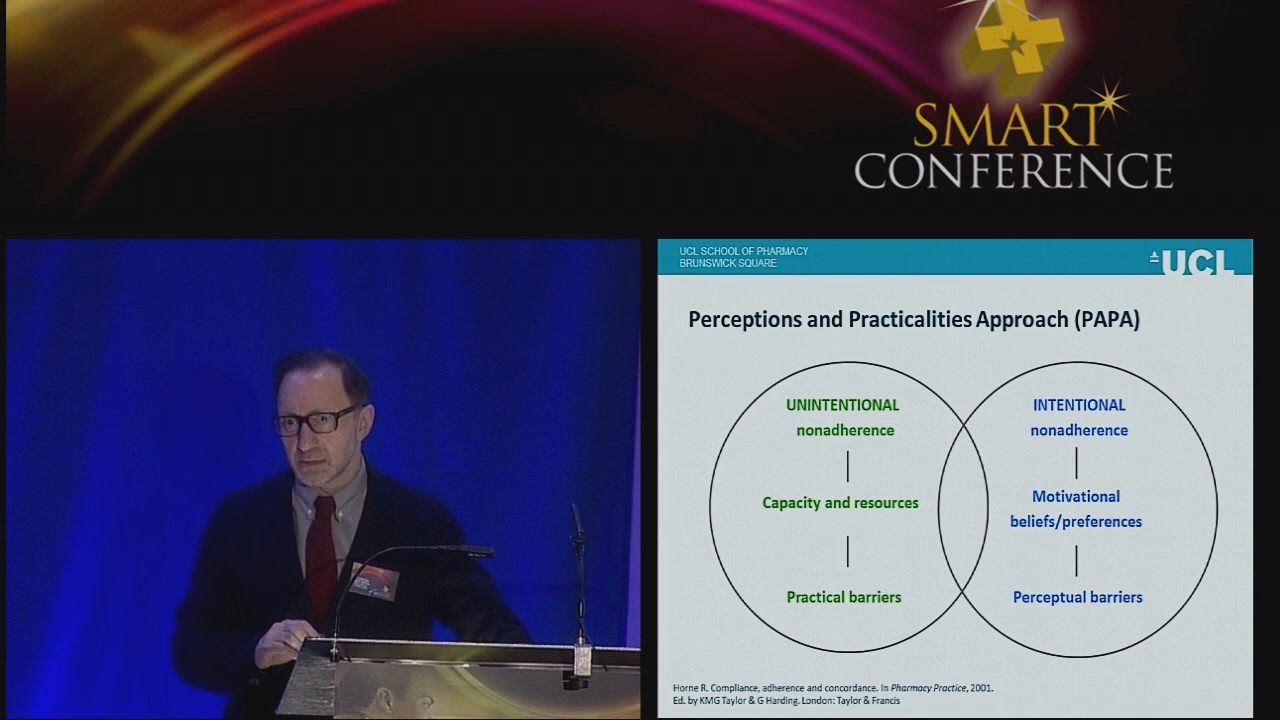 SMART
CONFERENCE
UCL SCHOOL OF PHARMACY
BRUNSWICK SQUARE
UCL
Perceptions and Practicalities Approach (PAPA)
UNINTENTIONAL
nonadherence
Capacity and resources
Practical barriers
INTENTIONAL
nonadherence
Motivational
beliefs/preferences
Perceptual barriers
Horne R. Compliance, adherence and concordance. In Pharmacy Practice, 2001.
Ed. by KMG Taylor & G Harding. London: Taylor & Francis